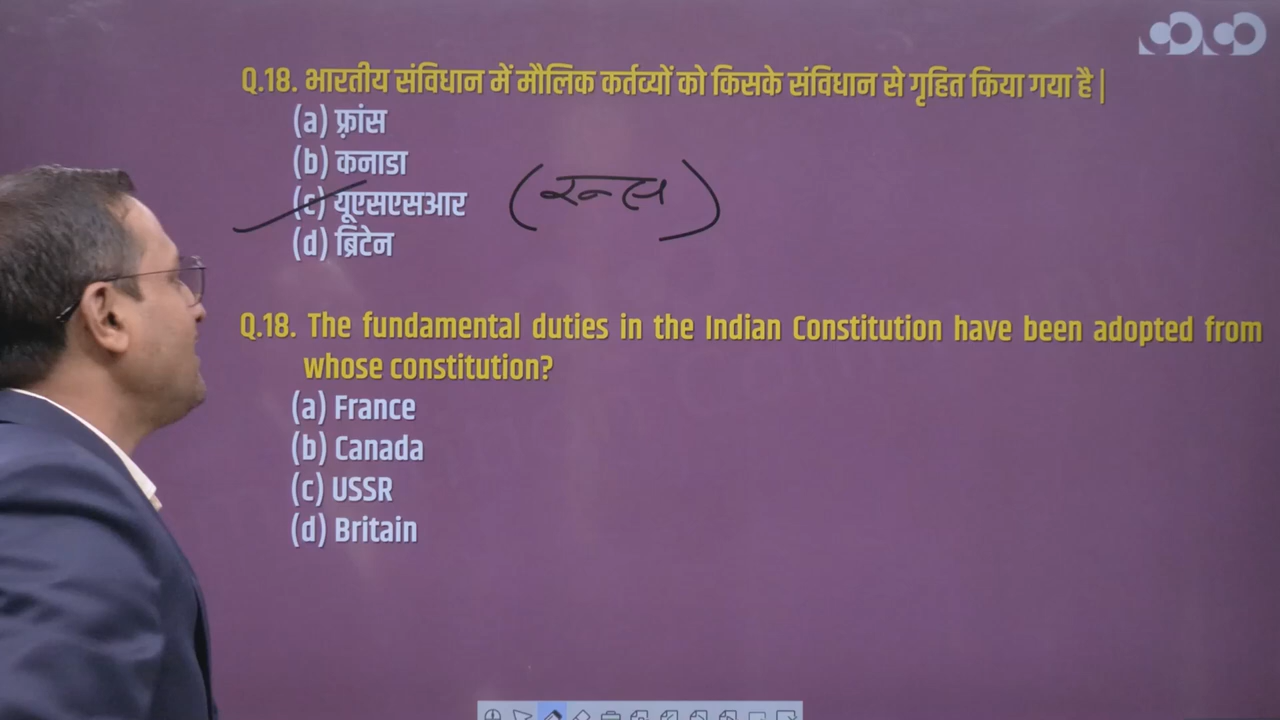 Q.18. भारतीय संविधान में मौलिक कर्तव्यों को किसके संविधान से गृहित किया गया है |
(a) फ़्रांस
(b) कनाडा
(c) यूएसएसआर
(d) ब्रिटेन
Q.18. The fundamental duties in the Indian Constitution have been adopted from
whose constitution?
(a) France
(b) Canada
(c) USSR
(d) Britain